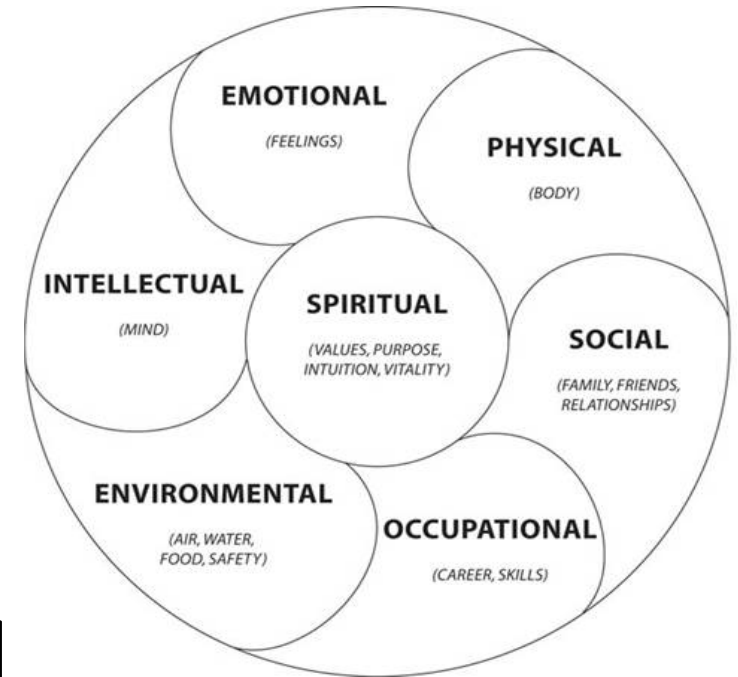 EMOTIONAL
(FEELINGS)
PHYSICAL
(BODY)
INTELLECTUAL
(MIND)
SPIRITUAL
(VALUES, PURPOSE,
INTUITION, VITALITY)
SOCIAL
(FAMILY, FRIENDS,
RELATIONSHIPS)
ENVIRONMENTAL
(AIR, WATER,
FOOD, SAFETY)
OCCUPATIONAL
(CAREER, SKILLS)